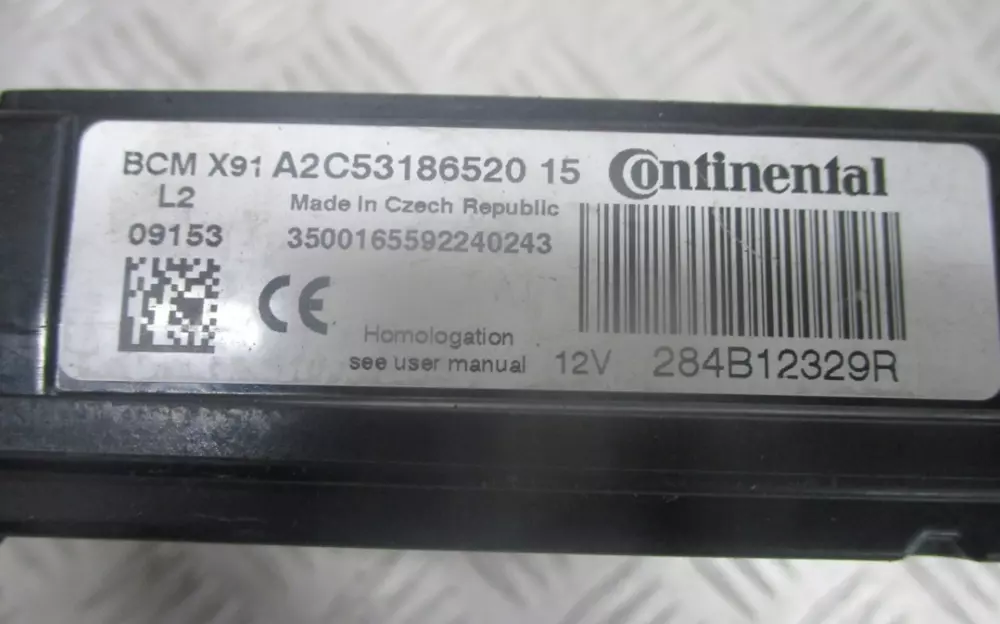 BCM X91 A2C53186520 15 Continental
L2 Made in Czech Republic
09153 3500165592240243
CE
Homologation
see user manual 12V 284B12329R